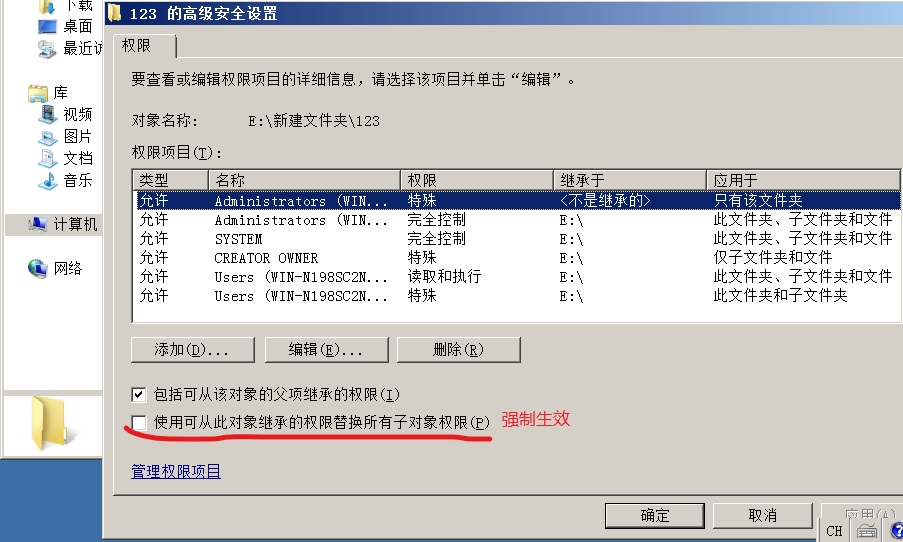 下载
桌面
最近访
库
视频
图片
文档
音乐
计算机
网络
123 的高级安全设置
权限
要查看或编辑权限项目的详细信息，请选择该项目并单击“编辑”。
对象名称: E:\新建文件夹\123
权限项目(T):
类型 名称 权限 继承于 应用于
允许 Administrators (WIN... 特殊 <不是继承的> 只有该文件夹
允许 Administrators (WIN... 完全控制 E:\ 此文件夹、子文件夹和文件
允许 SYSTEM 完全控制 E:\ 此文件夹、子文件夹和文件
允许 CREATOR OWNER 特殊 E:\ 仅子文件夹和文件
允许 Users (WIN-N198SC2N... 读取和执行 E:\ 此文件夹、子文件夹和文件
允许 Users (WIN-N198SC2N... 特殊 E:\ 此文件夹和子文件夹
添加(D)... 编辑(E)... 删除(R)
包括可从该对象的父项继承的权限(I)
使用可从此对象继承的权限替换所有子对象权限(P) 强制生效
管理权限项目
确定 取消 应用(A)
CH